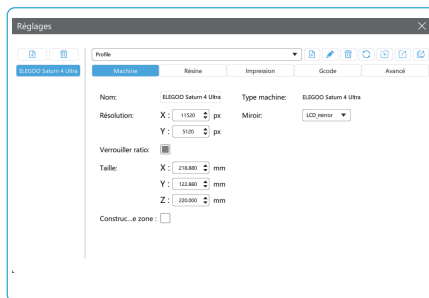 Réglages
Profile
ELEGOO Saturn 4 Ultra
Machine Résine Impression Gcode Avancé
Nom: ELEGOO Saturn 4 Ultra Type machine: ELEGOO Saturn 4 Ultra
Résolution: X : 11520 px Miroir: LCD_mirror
Y : 5120 px
Verrouiller ratio:
Taille: X : 218.880 mm
Y : 122.880 mm
Z : 220.000 mm
Construc...e zone :